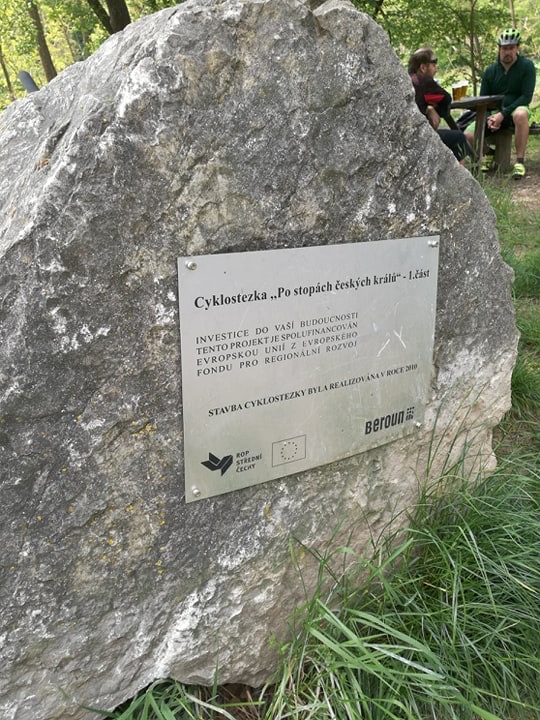 Cyklostezka „Po stopách českých králů“ - 1.část
INVESTICE DO VAŠÍ BUDOUCNOSTI
TENTO PROJEKT JE SPOLUFINANCOVÁN
EVROPSKOU UNIÍ Z EVROPSKÉHO
FONDU PRO REGIONÁLNÍ ROZVOJ
STAVBA CYKLOSTEZKY BYLA REALIZOVÁNA V ROCE 2010
ROP
STŘEDNÍ
ČECHY
Beroun